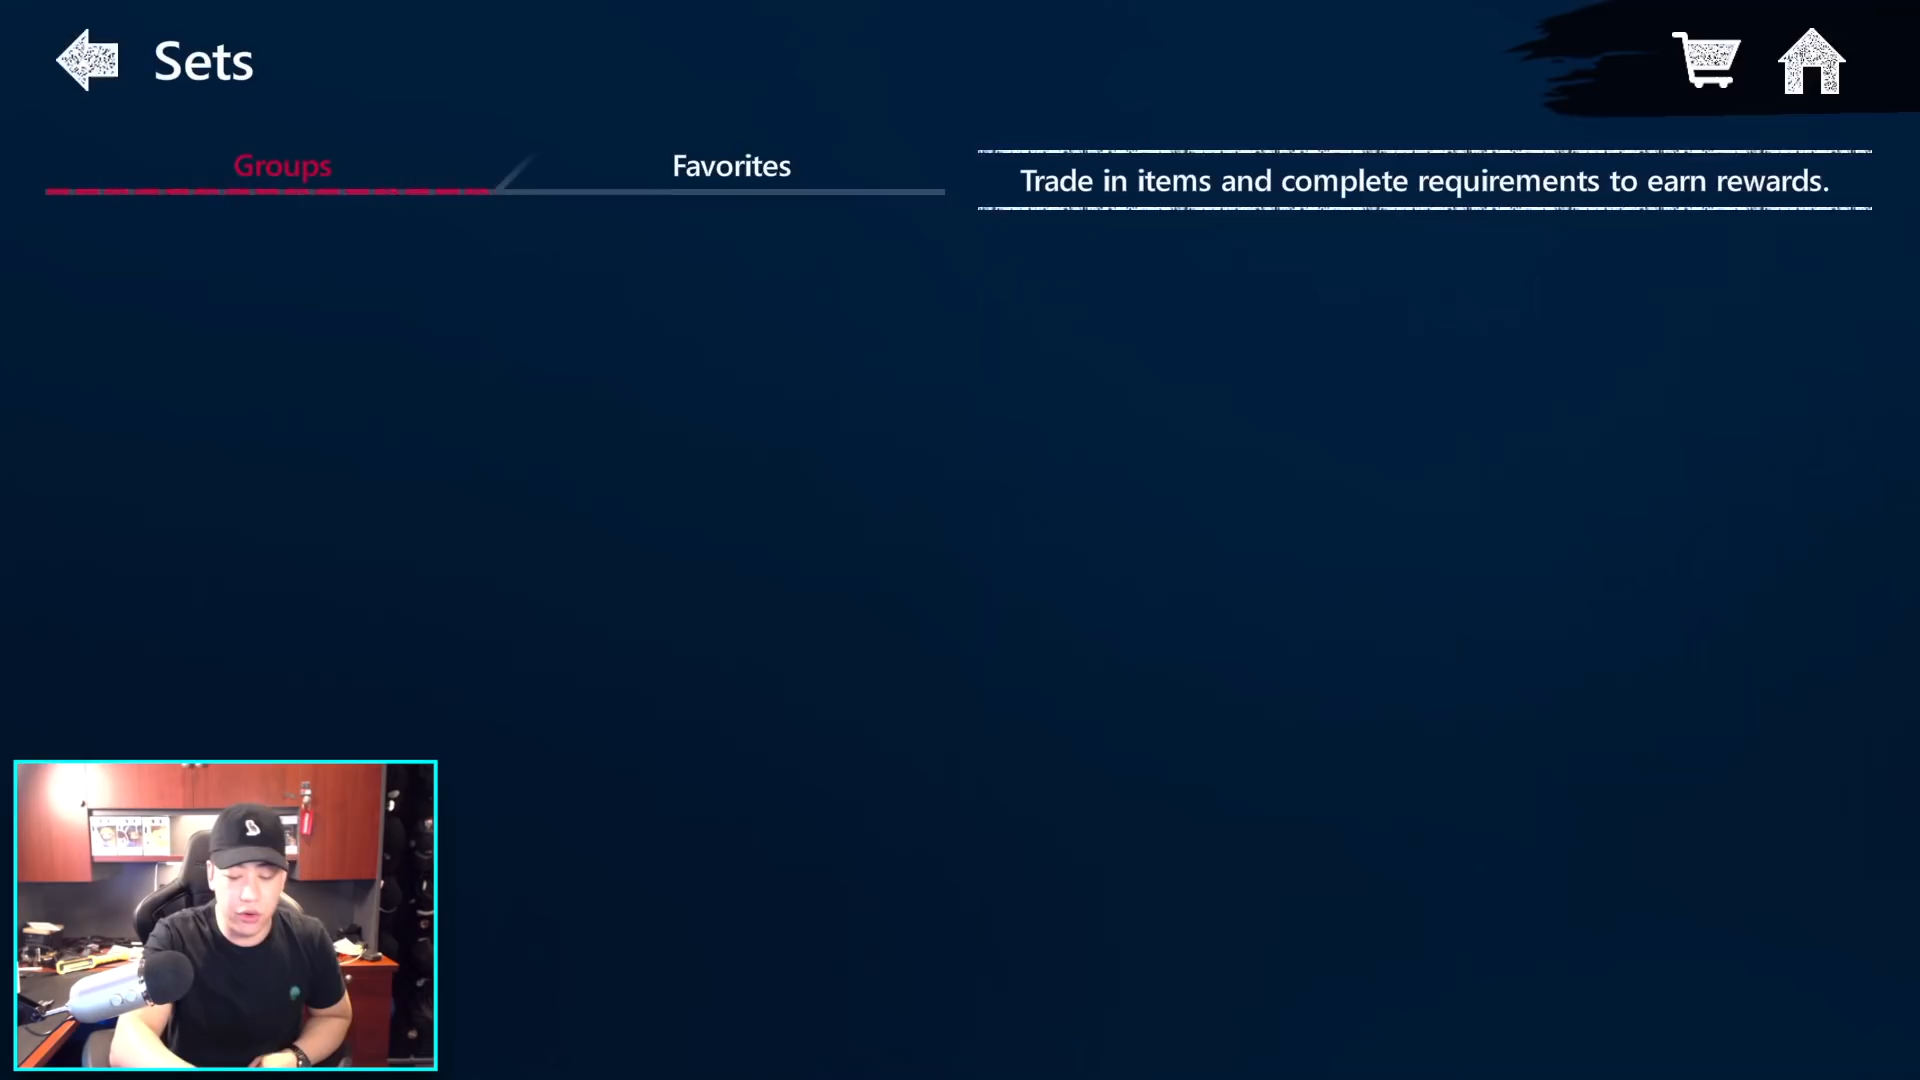 Sets
Groups
Favorites
Trade in items and complete requirements to earn rewards.